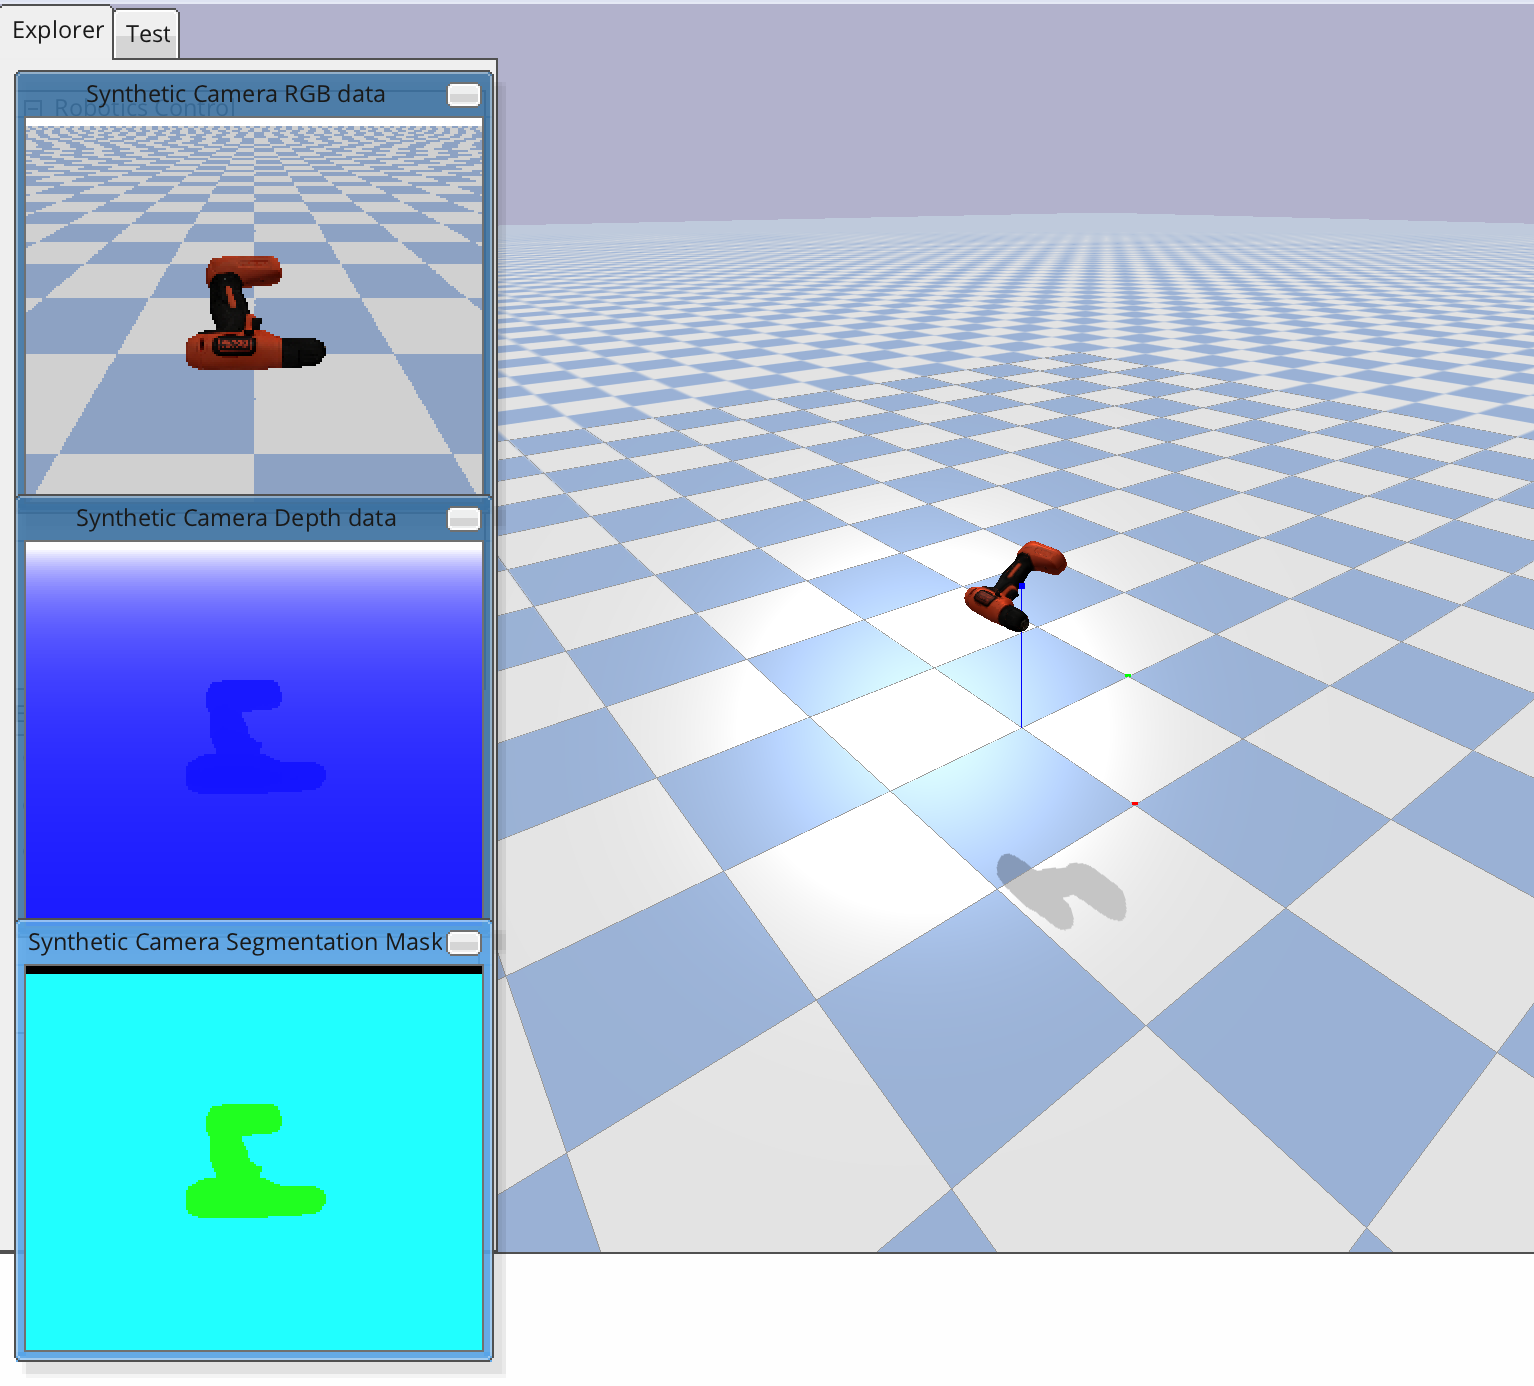 Explorer
Test
Synthetic Camera RGB data
Robotics Control
Synthetic Camera Depth data
Synthetic Camera Segmentation Mask